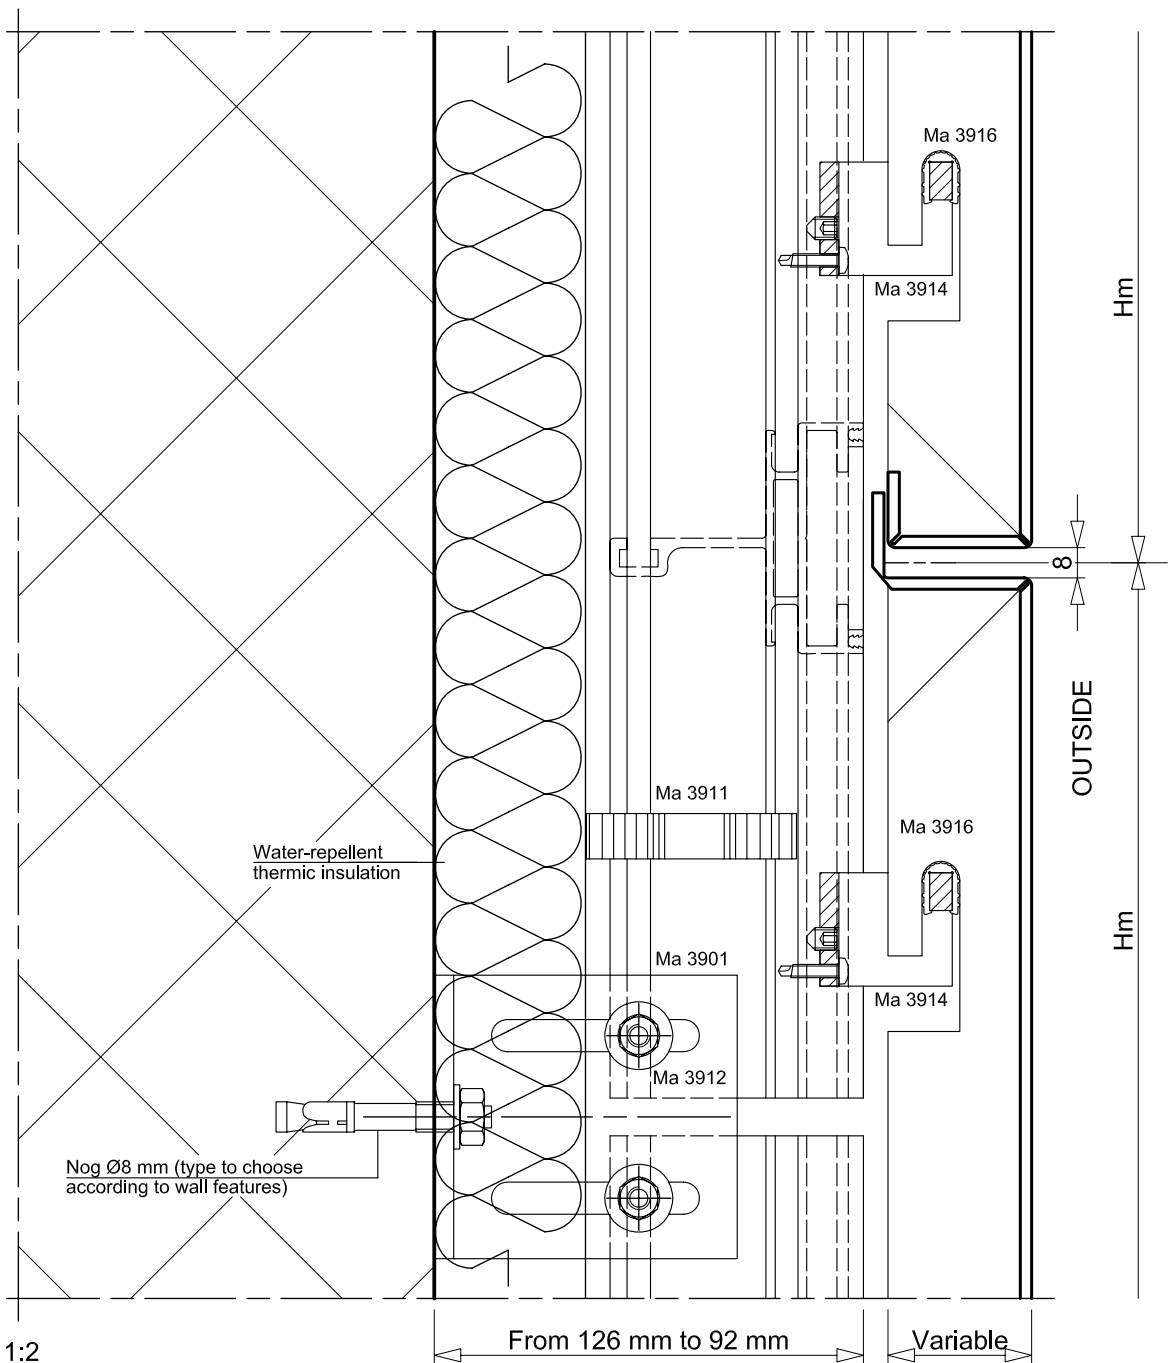 Ma 3916
Ma 3914
Hm
8
OUTSIDE
Ma 3911
Ma 3916
Water-repellent
thermic insulation
Hm
Ma 3901
Ma 3914
Ma 3912
Nog Ø8 mm (type to choose
according to wall features)
1:2
From 126 mm to 92 mm
Variable